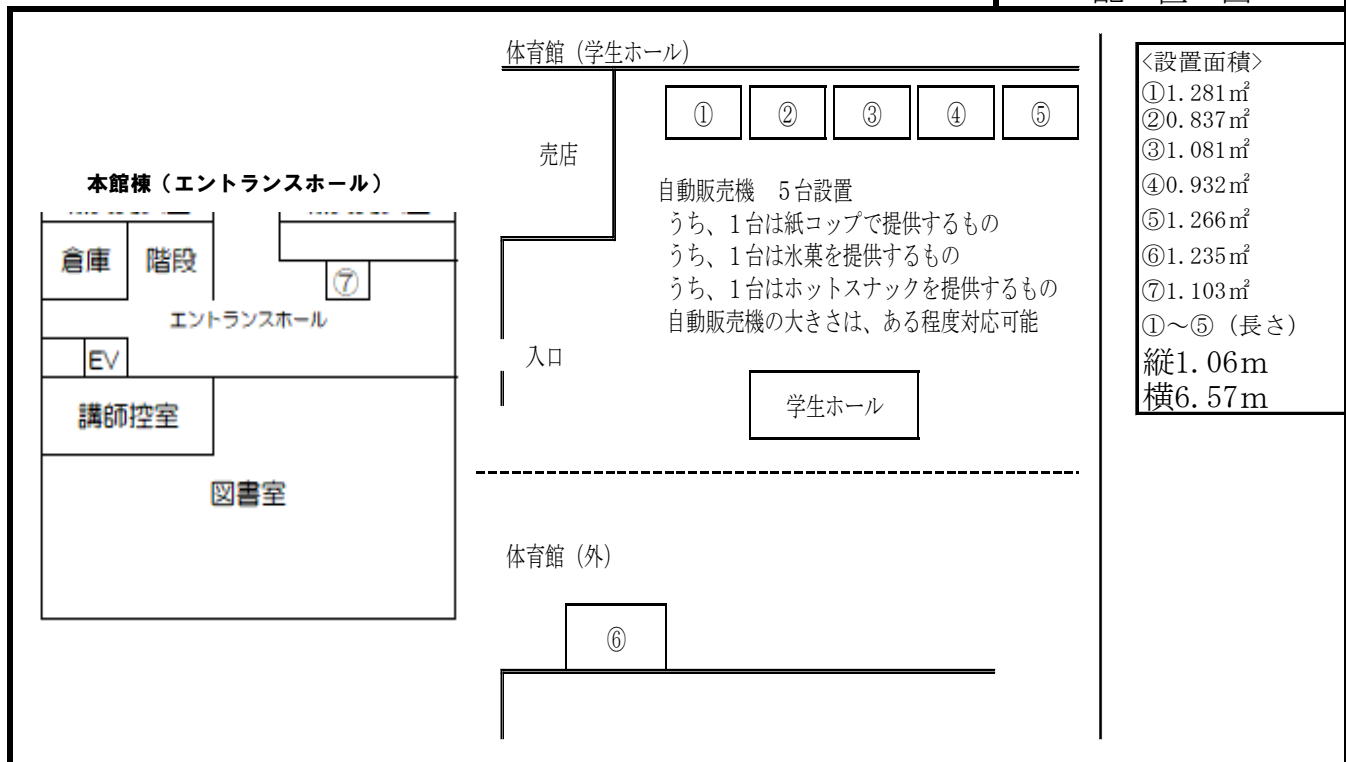 体育館（学生ホール）
① ② ③ ④ ⑤
売店
自動販売機　５台設置
うち、１台は紙コップで提供するもの
うち、１台は氷菓を提供するもの
うち、１台はホットスナックを提供するもの
自動販売機の大きさは、ある程度対応可能
入口
学生ホール
本館棟（エントランスホール）
倉庫
階段
⑦
エントランスホール
EV
講師控室
図書室
体育館（外）
⑥
<設置面積>
①1.281㎡
②0.837㎡
③1.081㎡
④0.932㎡
⑤1.266㎡
⑥1.235㎡
⑦1.103㎡
①～⑤（長さ）
縦1.06m
横6.57m